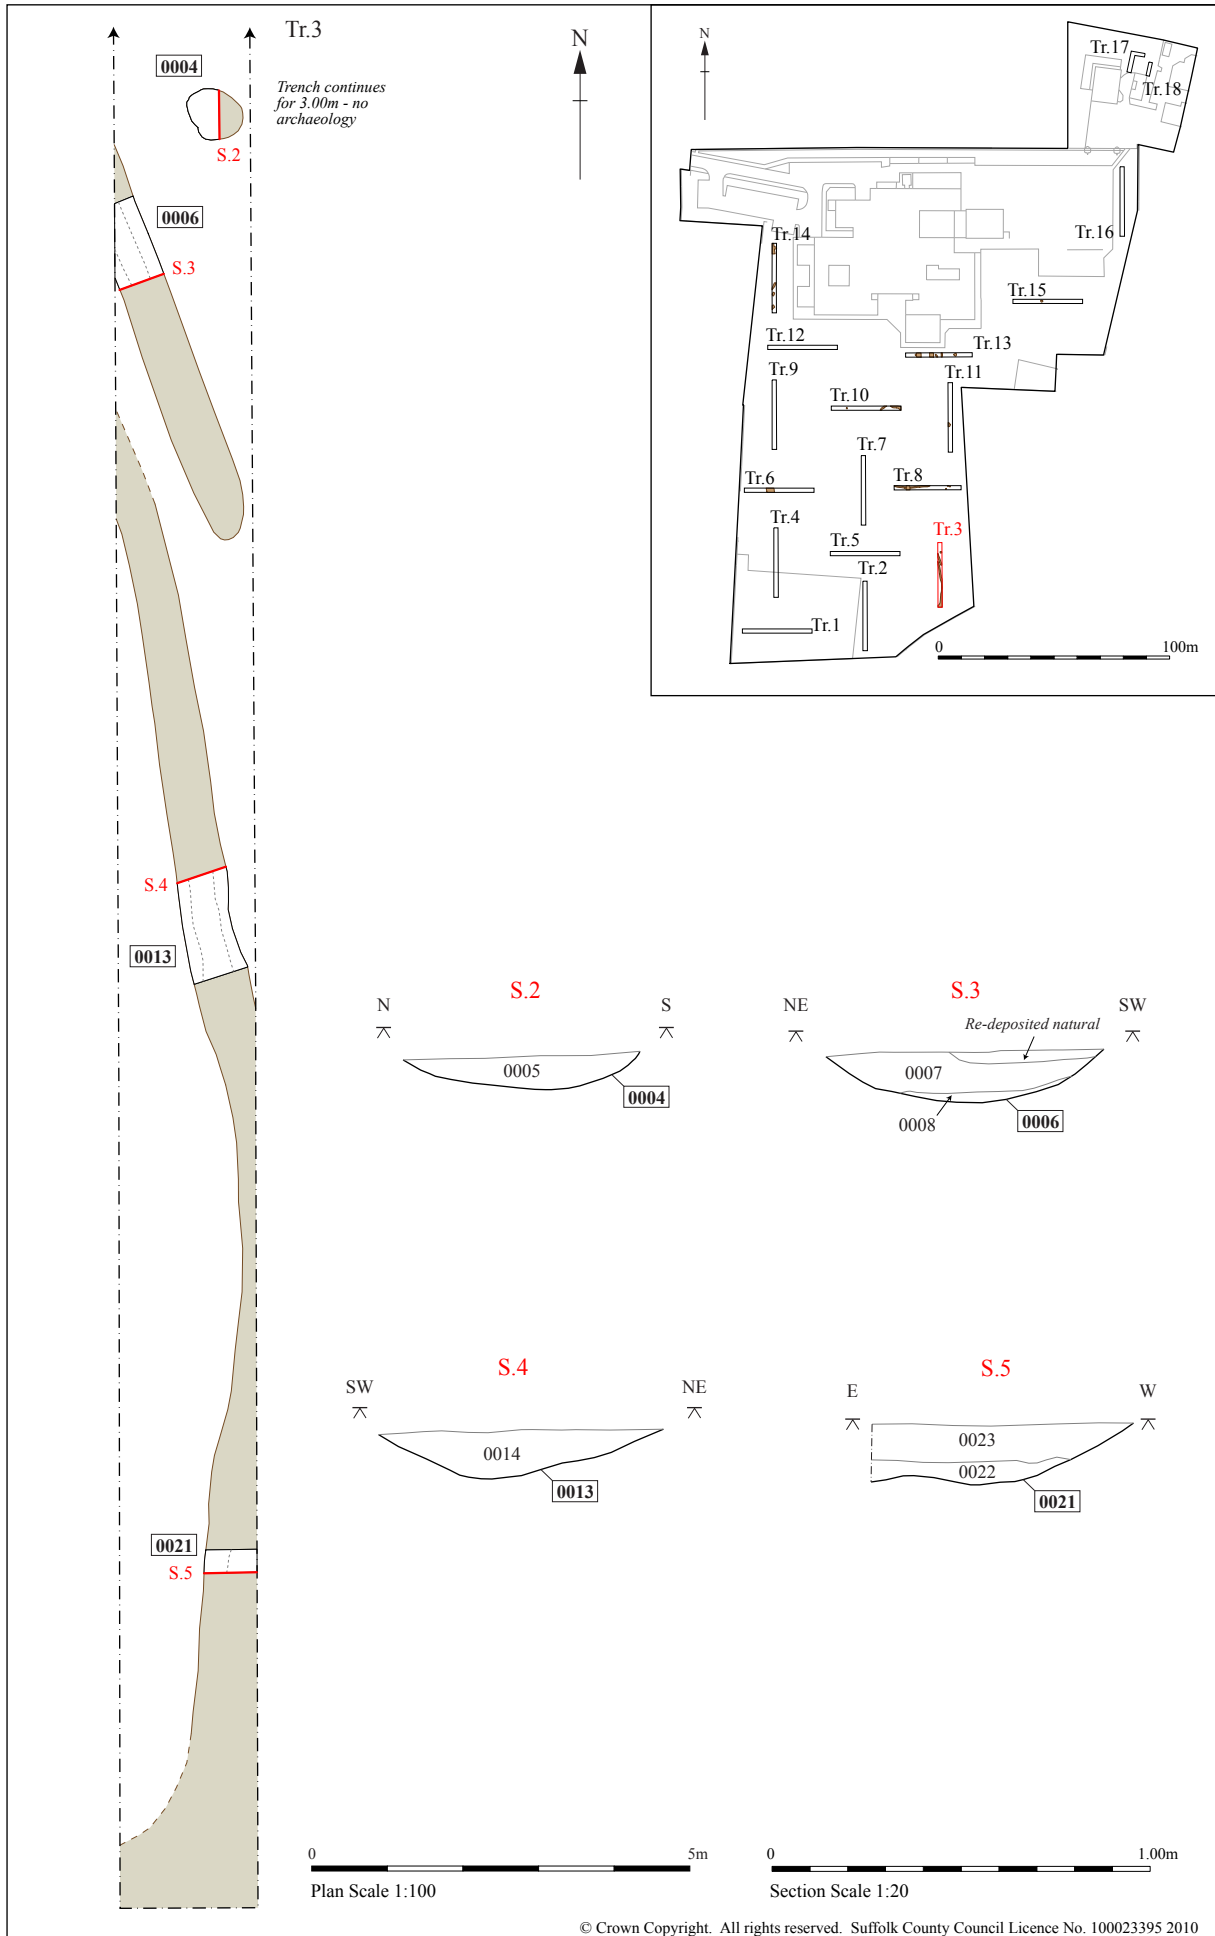 Tr.3
0004
Trench continues
for 3.00m - no
archaeology
S.2
0006
S.3
S.4
0013
0021
S.5
N
N
Tr.17
Tr.18
Tr.16
Tr.14
Tr.15
Tr.12
Tr.13
Tr.9
Tr.11
Tr.10
Tr.7
Tr.6
Tr.8
Tr.4
Tr.3
Tr.5
Tr.2
Tr.1
0
100m
S.2
N
S
0005
0004
S.3
NE
SW
Re-deposited natural
0007
0008
0006
S.4
SW
NE
0014
0013
S.5
E
W
0023
0022
0021
0
5m
Plan Scale 1:100
0
1.00m
Section Scale 1:20
© Crown Copyright. All rights reserved. Suffolk County Council Licence No. 100023395 2010